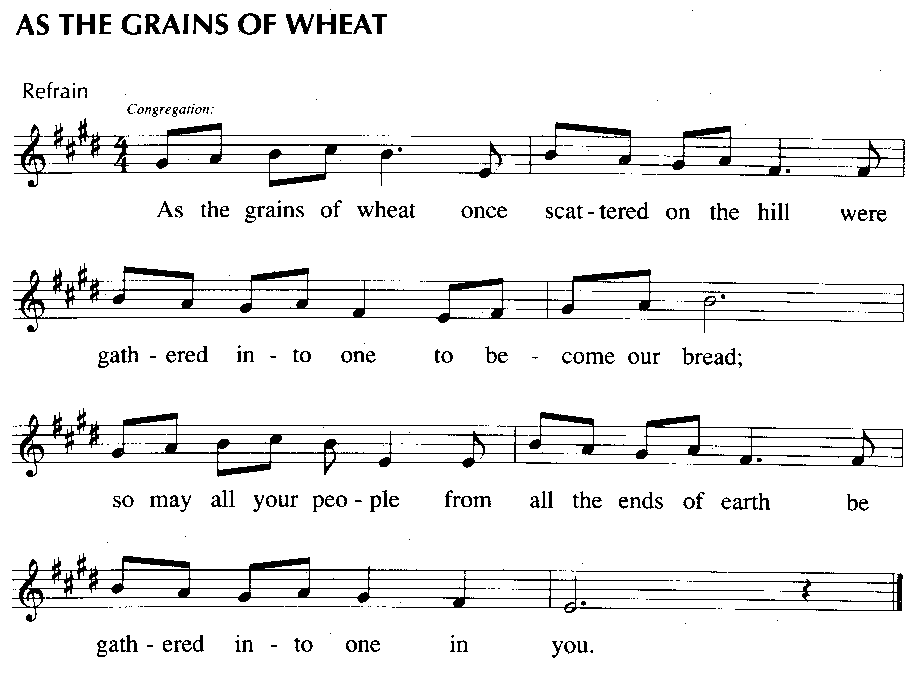 AS THE GRAINS OF WHEAT
Refrain
Congregation:
4
4
As the grains of wheat once scat - tered on the hill were
gath - ered in - to one to be - come our bread;
so may all your peo - ple from all the ends of earth be
gath - ered in - to one in you.